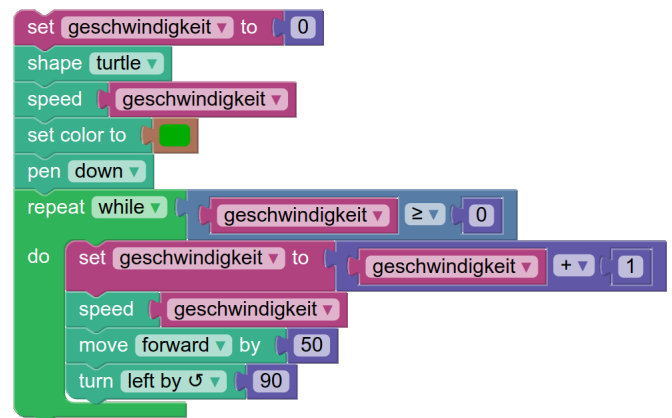 set geschwindigkeit to 0
shape turtle
speed geschwindigkeit
set color to
pen down
repeat while geschwindigkeit ≥ 0
do set geschwindigkeit to geschwindigkeit + 1
speed geschwindigkeit
move forward by 50
turn left by ↺ 90